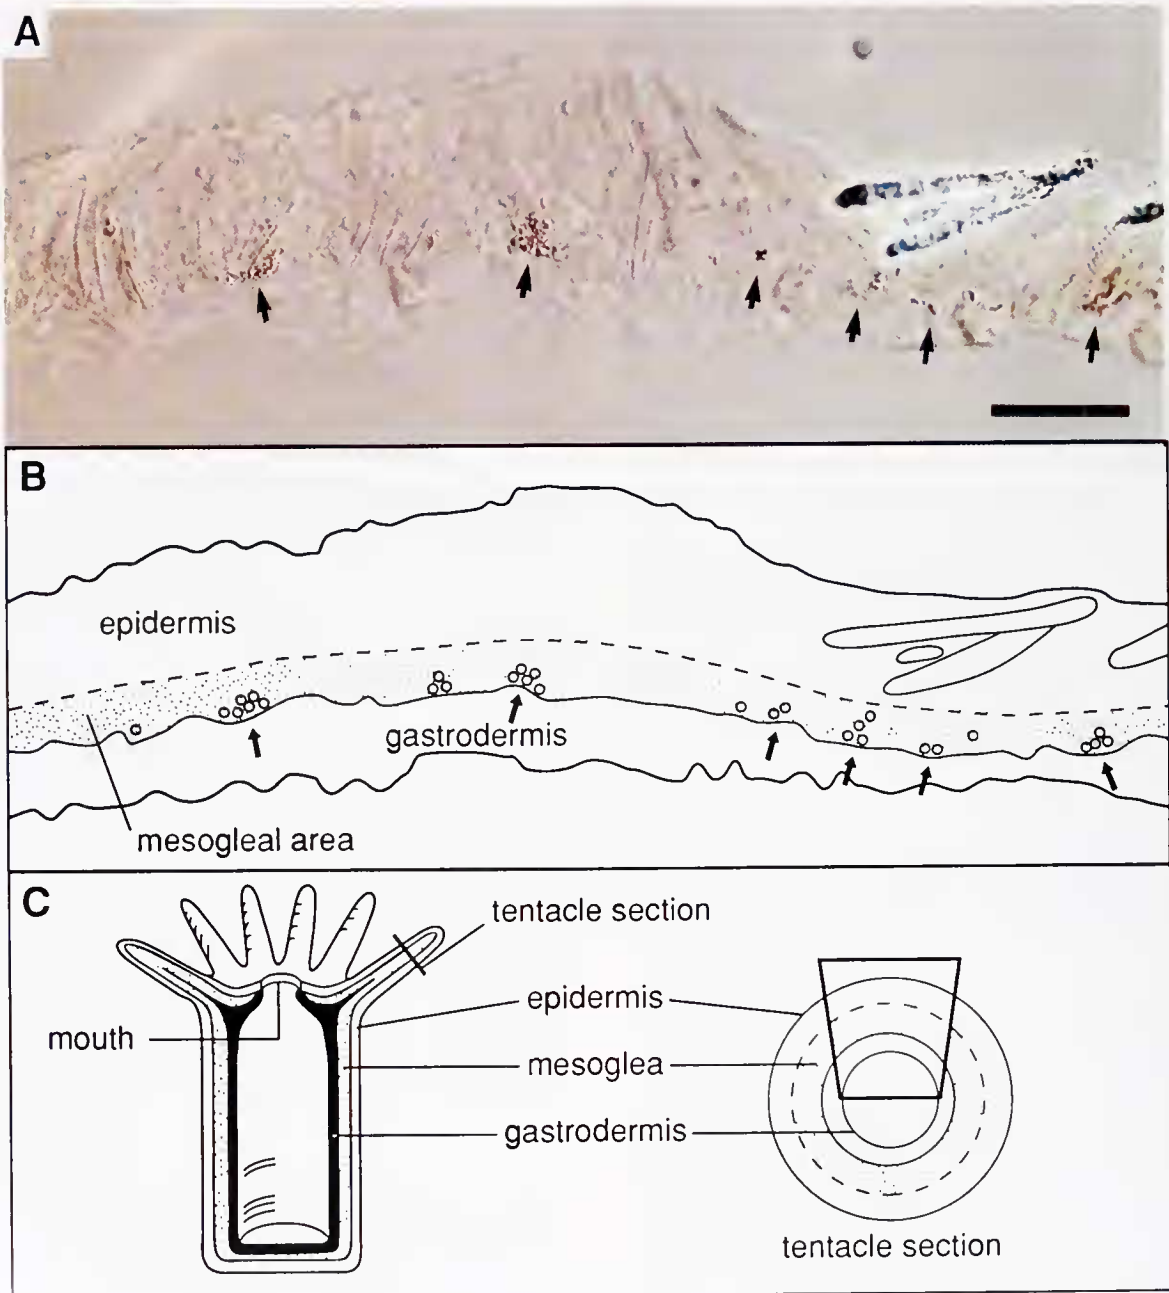 A
B
epidermis
gastrodermis
mesogleal area
C
tentacle section
epidermis
mouth
mesoglea
gastrodermis
tentacle section